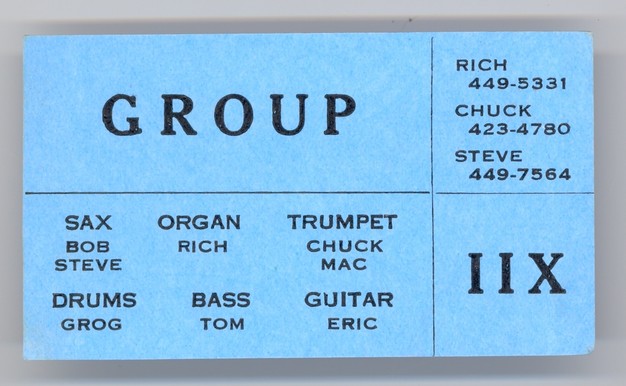 GROUP
RICH
449-5331
CHUCK
423-4780
STEVE
449-7564
SAX ORGAN TRUMPET
BOB RICH CHUCK
STEVE MAC
DRUMS BASS GUITAR
GROG TOM ERIC
IIX